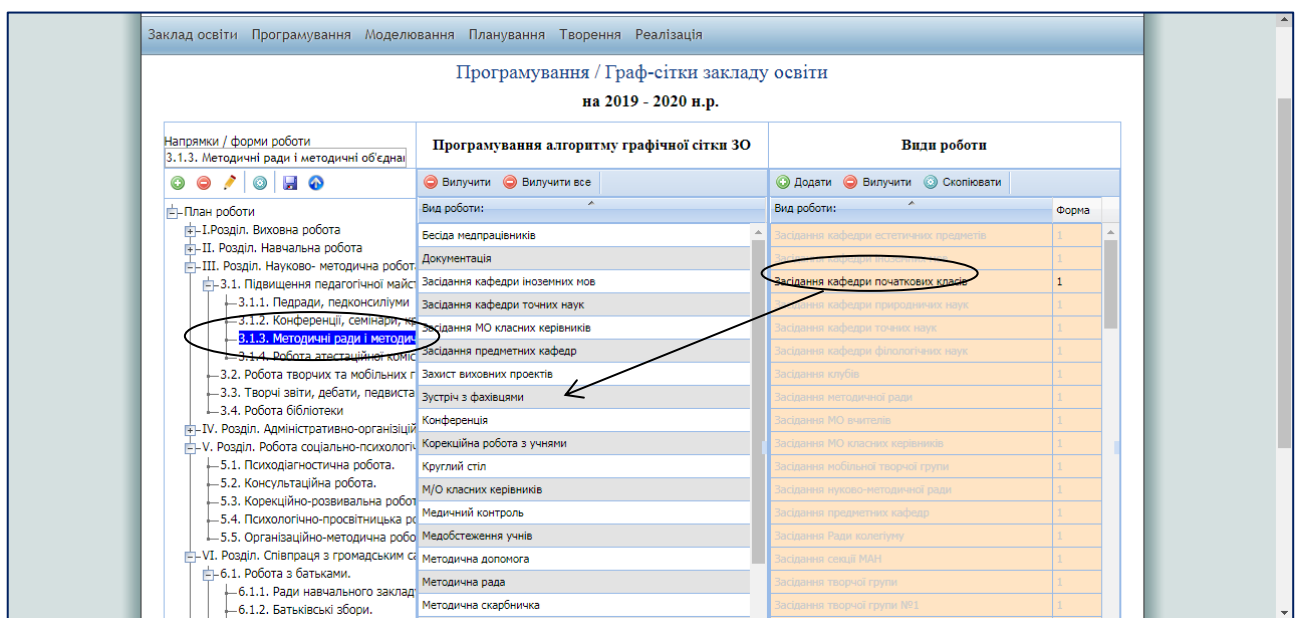 Заклад освіти Програмування Моделювання Планування Творення Реалізація
Програмування / Граф-сітки закладу освіти
на 2019 - 2020 н.р.
Напрямки / форми роботи
3.1.3. Методичні ради і методичні об'єднан
Програмування алгоритму графічної сітки ЗО
Види роботи
Вилучити Вилучити все
Додати Вилучити Скопіювати
План роботи
I.Розділ. Виховна робота
II. Розділ. Навчальна робота
III. Розділ. Науково- методична робот
3.1. Підвищення педагогічної майст
3.1.1. Педради, педконсиліуми
3.1.2. Конференції, семінари, кр
3.1.3. Методичні ради і методич
3.1.4. Робота атестаційної коміс
3.2. Робота творчих та мобільних г
3.3. Творчі звіти, дебати, педвиста
3.4. Робота бібліотеки
IV. Розділ. Адміністративно-організацій
V. Розділ. Робота соціально-психологіч
5.1. Психодіагностична робота.
5.2. Консультаційна робота.
5.3. Корекційно-розвивальна робот
5.4. Психологічно-просвітницька ро
5.5. Організаційно-методична робо
VI. Розділ. Співпраця з громадським са
6.1. Робота з батьками.
6.1.1. Ради навчального заклад
6.1.2. Батьківські збори.
Вид роботи:
Бесіда медпрацівників
Документація
Засідання кафедри іноземних мов
Засідання кафедри точних наук
Засідання МО класних керівників
Засідання предметних кафедр
Захист виховних проектів
Зустріч з фахівцями
Конференція
Корекційна робота з учнями
Круглий стіл
М/О класних керівників
Медичний контроль
Медобстеження учнів
Методична допомога
Методична рада
Методична скарбничка
Вид роботи: Форма
Засідання кафедри естетичних предметів 1
Засідання кафедри іноземних мов 1
Засідання кафедри початкових класів 1
Засідання кафедри природничих наук 1
Засідання кафедри точних наук 1
Засідання кафедри філологічних наук 1
Засідання клубів 1
Засідання методичної ради 1
Засідання МО вчителів 1
Засідання МО класних керівників 1
Засідання мобільної творчої групи 1
Засідання нуково-методичної ради 1
Засідання предметних кафедр 1
Засідання Ради колегіуму 1
Засідання секції МАН 1
Засідання творчої групи 1
Засідання творчої групи №1 1